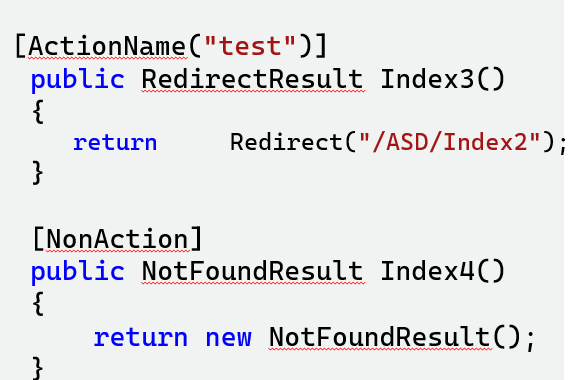 [ActionName("test")]
public RedirectResult Index3()
{
return Redirect("/ASD/Index2");
}
[NonAction]
public NotFoundResult Index4()
{
return new NotFoundResult();
}